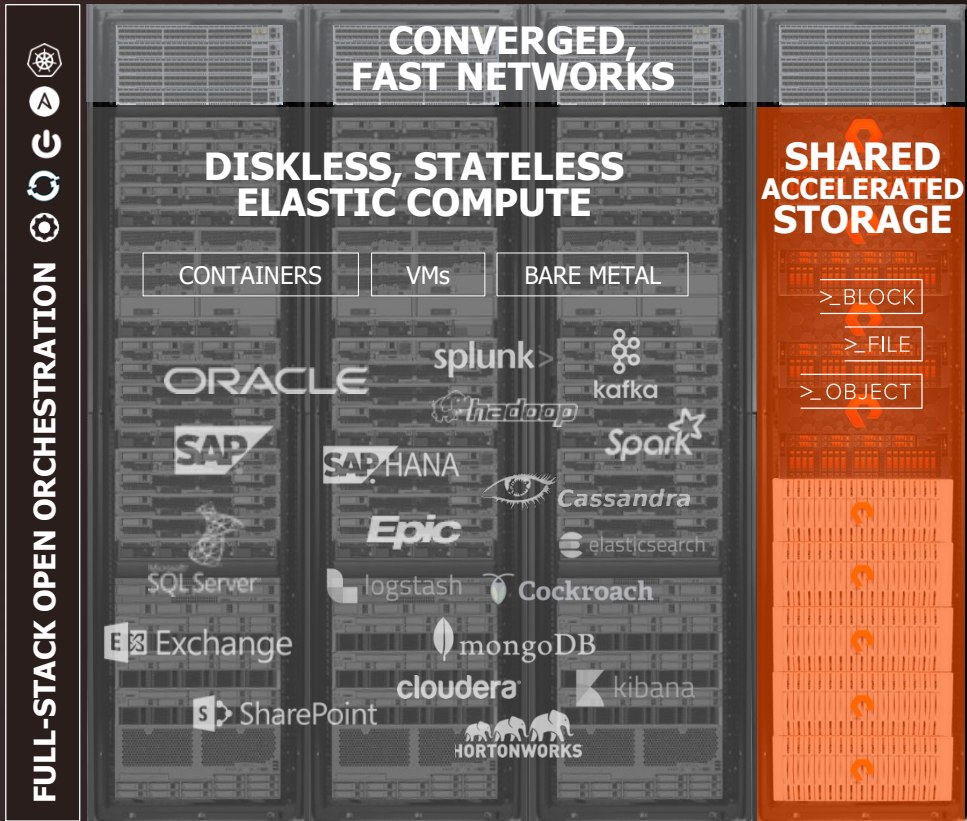 FULL-STACK OPEN ORCHESTRATION
CONVERGED,
FAST NETWORKS
DISKLESS, STATELESS
ELASTIC COMPUTE
CONTAINERS
VMs
BARE METAL
ORACLE
splunk>
kafka
hadoop
SAP
SAP HANA
Spark
Cassandra
Epic
elasticsearch
Microsoft
SQL Server
logstash
Cockroach
E Exchange
mongoDB
cloudera
kibana
S SharePoint
HORTONWORKS
SHARED
ACCELERATED
STORAGE
>_BLOCK
>_FILE
>_OBJECT